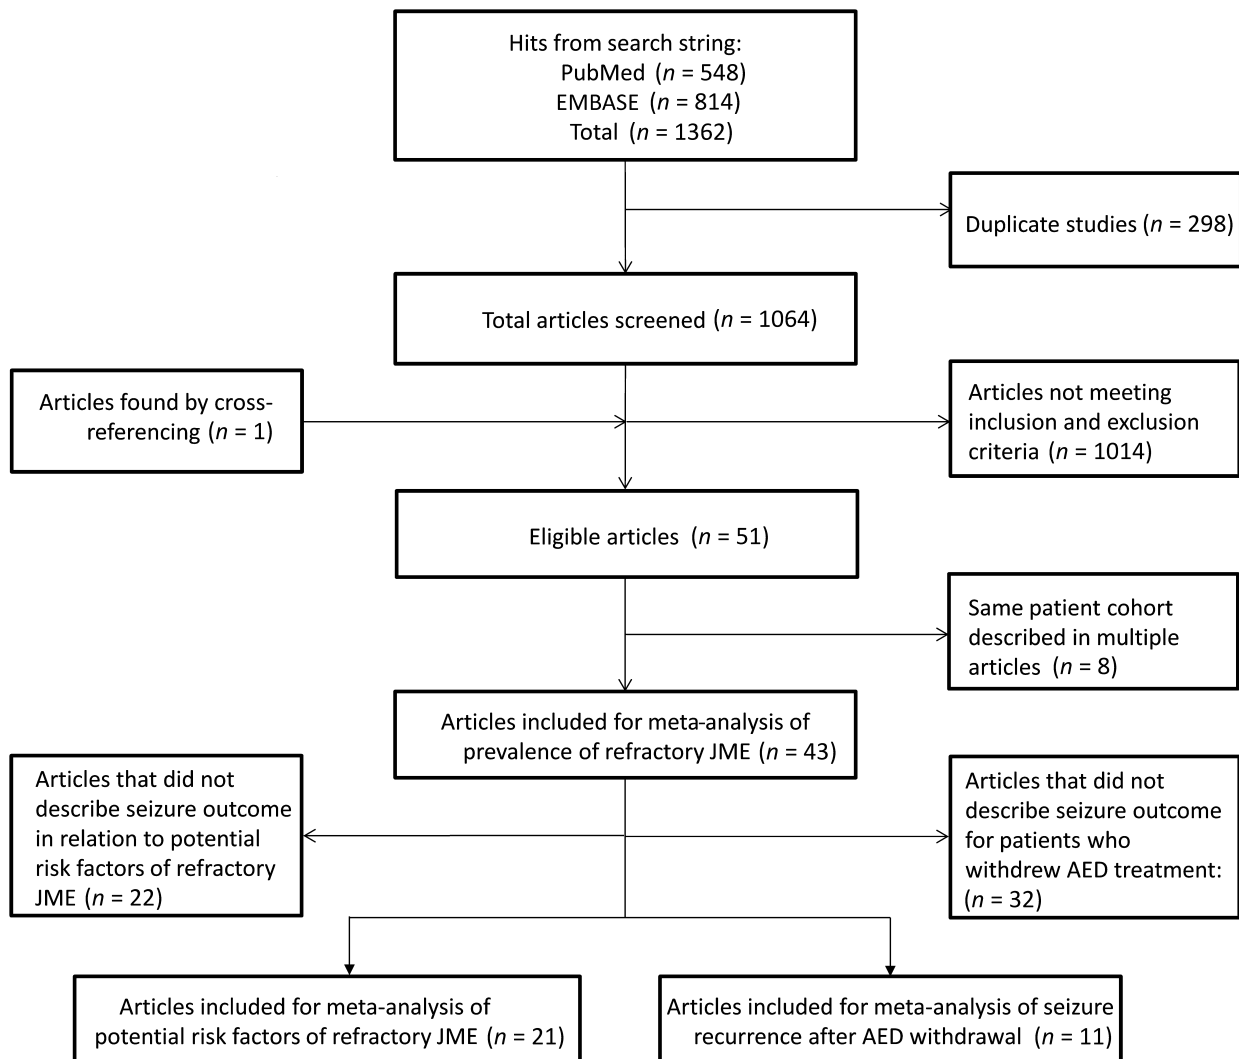 Hits from search string:
PubMed (n = 548)
EMBASE (n = 814)
Total (n = 1362)
Duplicate studies (n = 298)
Total articles screened (n = 1064)
Articles found by cross-
referencing (n = 1)
Articles not meeting
inclusion and exclusion
criteria (n = 1014)
Eligible articles (n = 51)
Same patient cohort
described in multiple
articles (n = 8)
Articles included for meta-analysis of
prevalence of refractory JME (n = 43)
Articles that did not
describe seizure outcome
in relation to potential
risk factors of refractory
JME (n = 22)
Articles that did not
describe seizure outcome
for patients who
withdrew AED treatment:
(n = 32)
Articles included for meta-analysis of
potential risk factors of refractory JME (n = 21)
Articles included for meta-analysis of seizure
recurrence after AED withdrawal (n = 11)